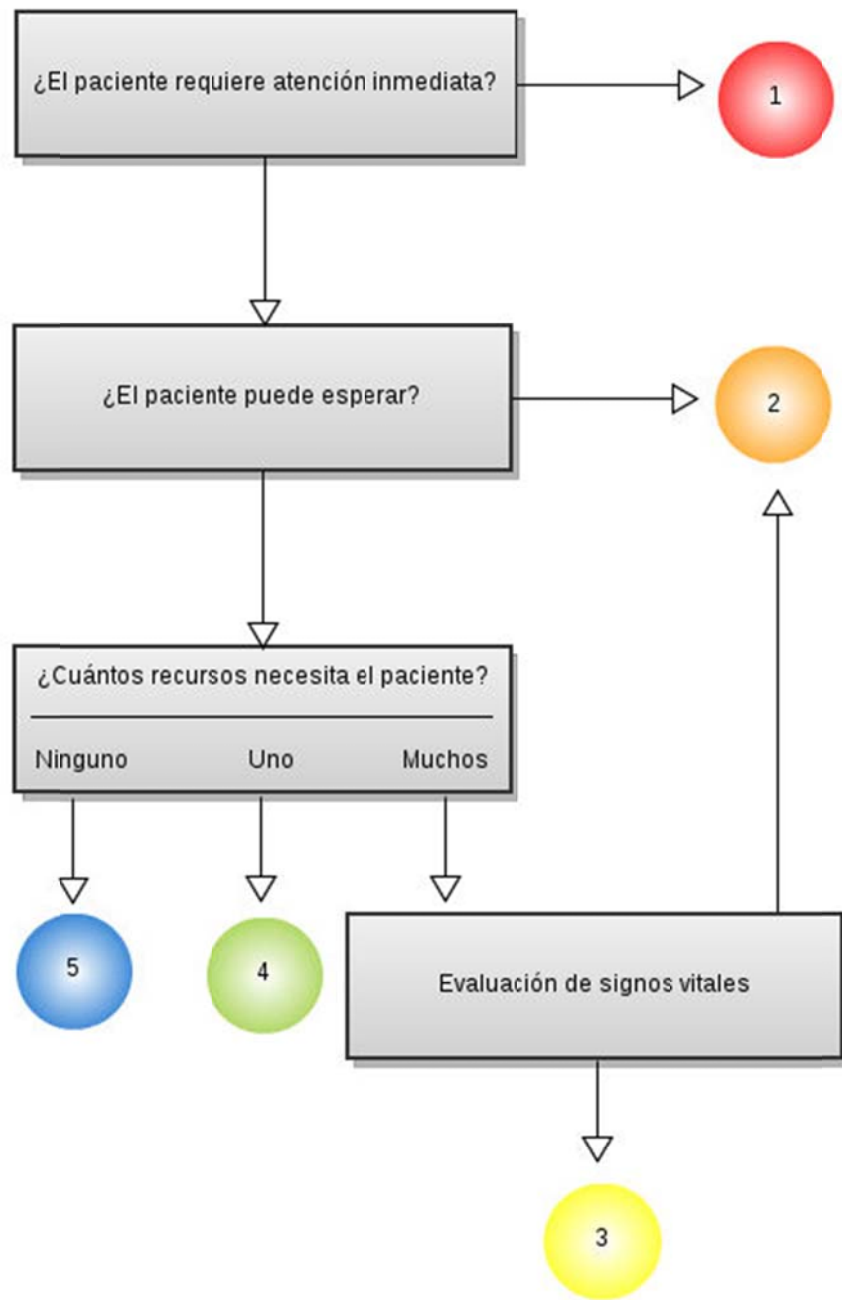 ¿El paciente requiere atención inmediata?
1
¿El paciente puede esperar?
2
¿Cuántos recursos necesita el paciente?
Ninguno Uno Muchos
5
4
Evaluación de signos vitales
3